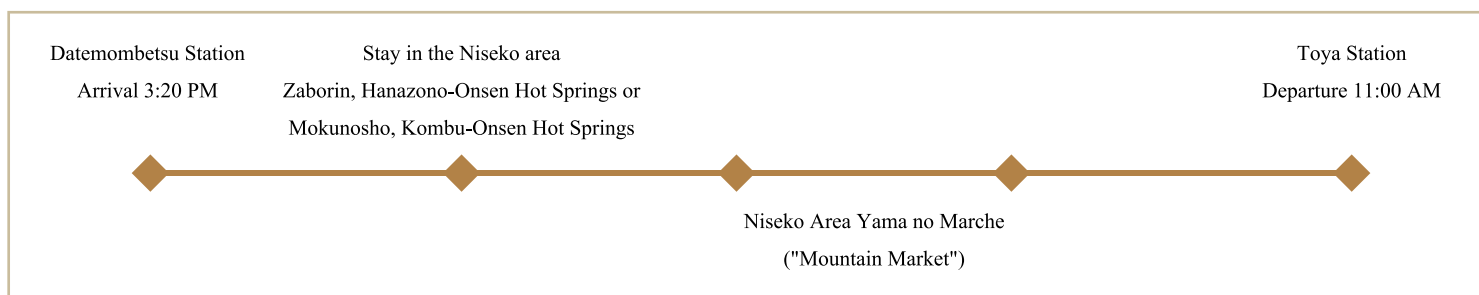 Datemombetsu Station
Arrival 3:20 PM
Stay in the Niseko area
Zaborin, Hanazono-Onsen Hot Springs or
Mokunosho, Kombu-Onsen Hot Springs
Niseko Area Yama no Marche
("Mountain Market")
Toya Station
Departure 11:00 AM